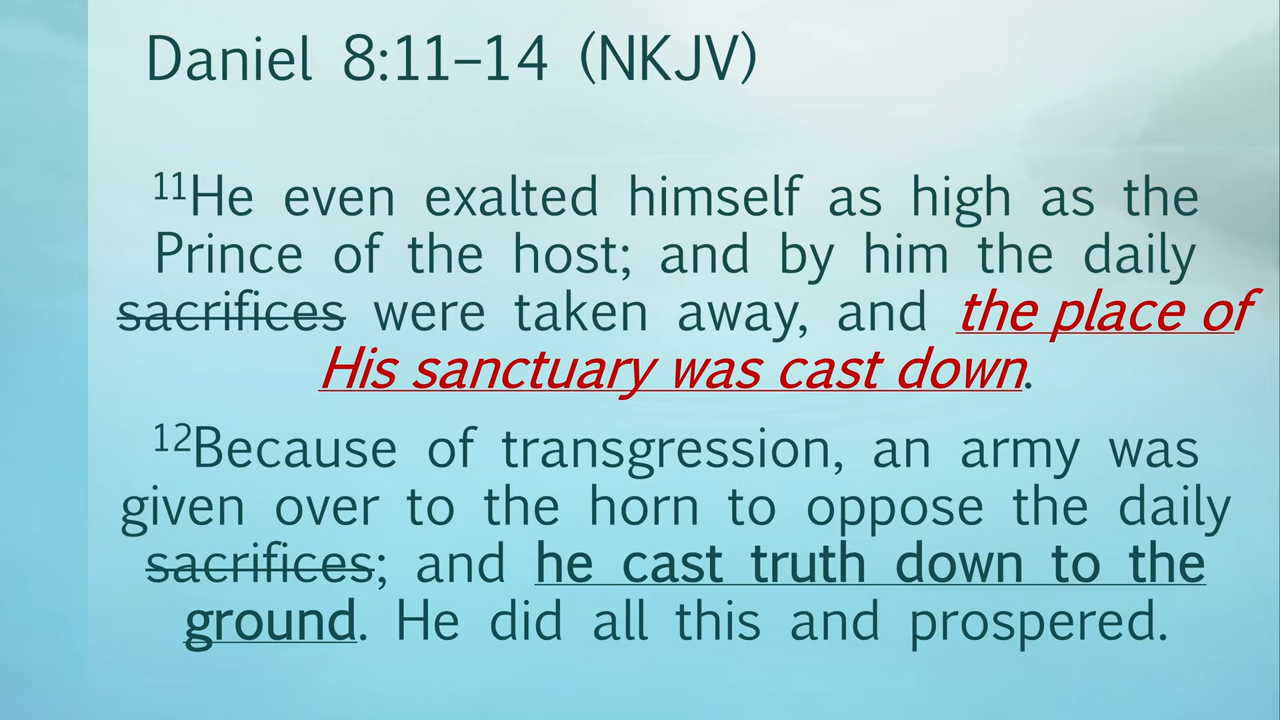 Daniel 8:11–14 (NKJV)
11He even exalted himself as high as the
Prince of the host; and by him the daily
sacrifices were taken away, and the place of
His sanctuary was cast down.
12Because of transgression, an army was
given over to the horn to oppose the daily
sacrifices; and he cast truth down to the
ground. He did all this and prospered.